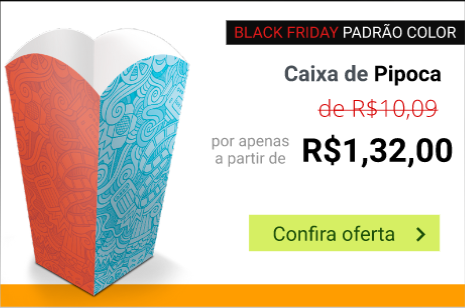 BLACK FRIDAY PADRÃO COLOR
Caixa de Pipoca
de R$10,09
por apenas
a partir de
R$1,32,00
Confira oferta